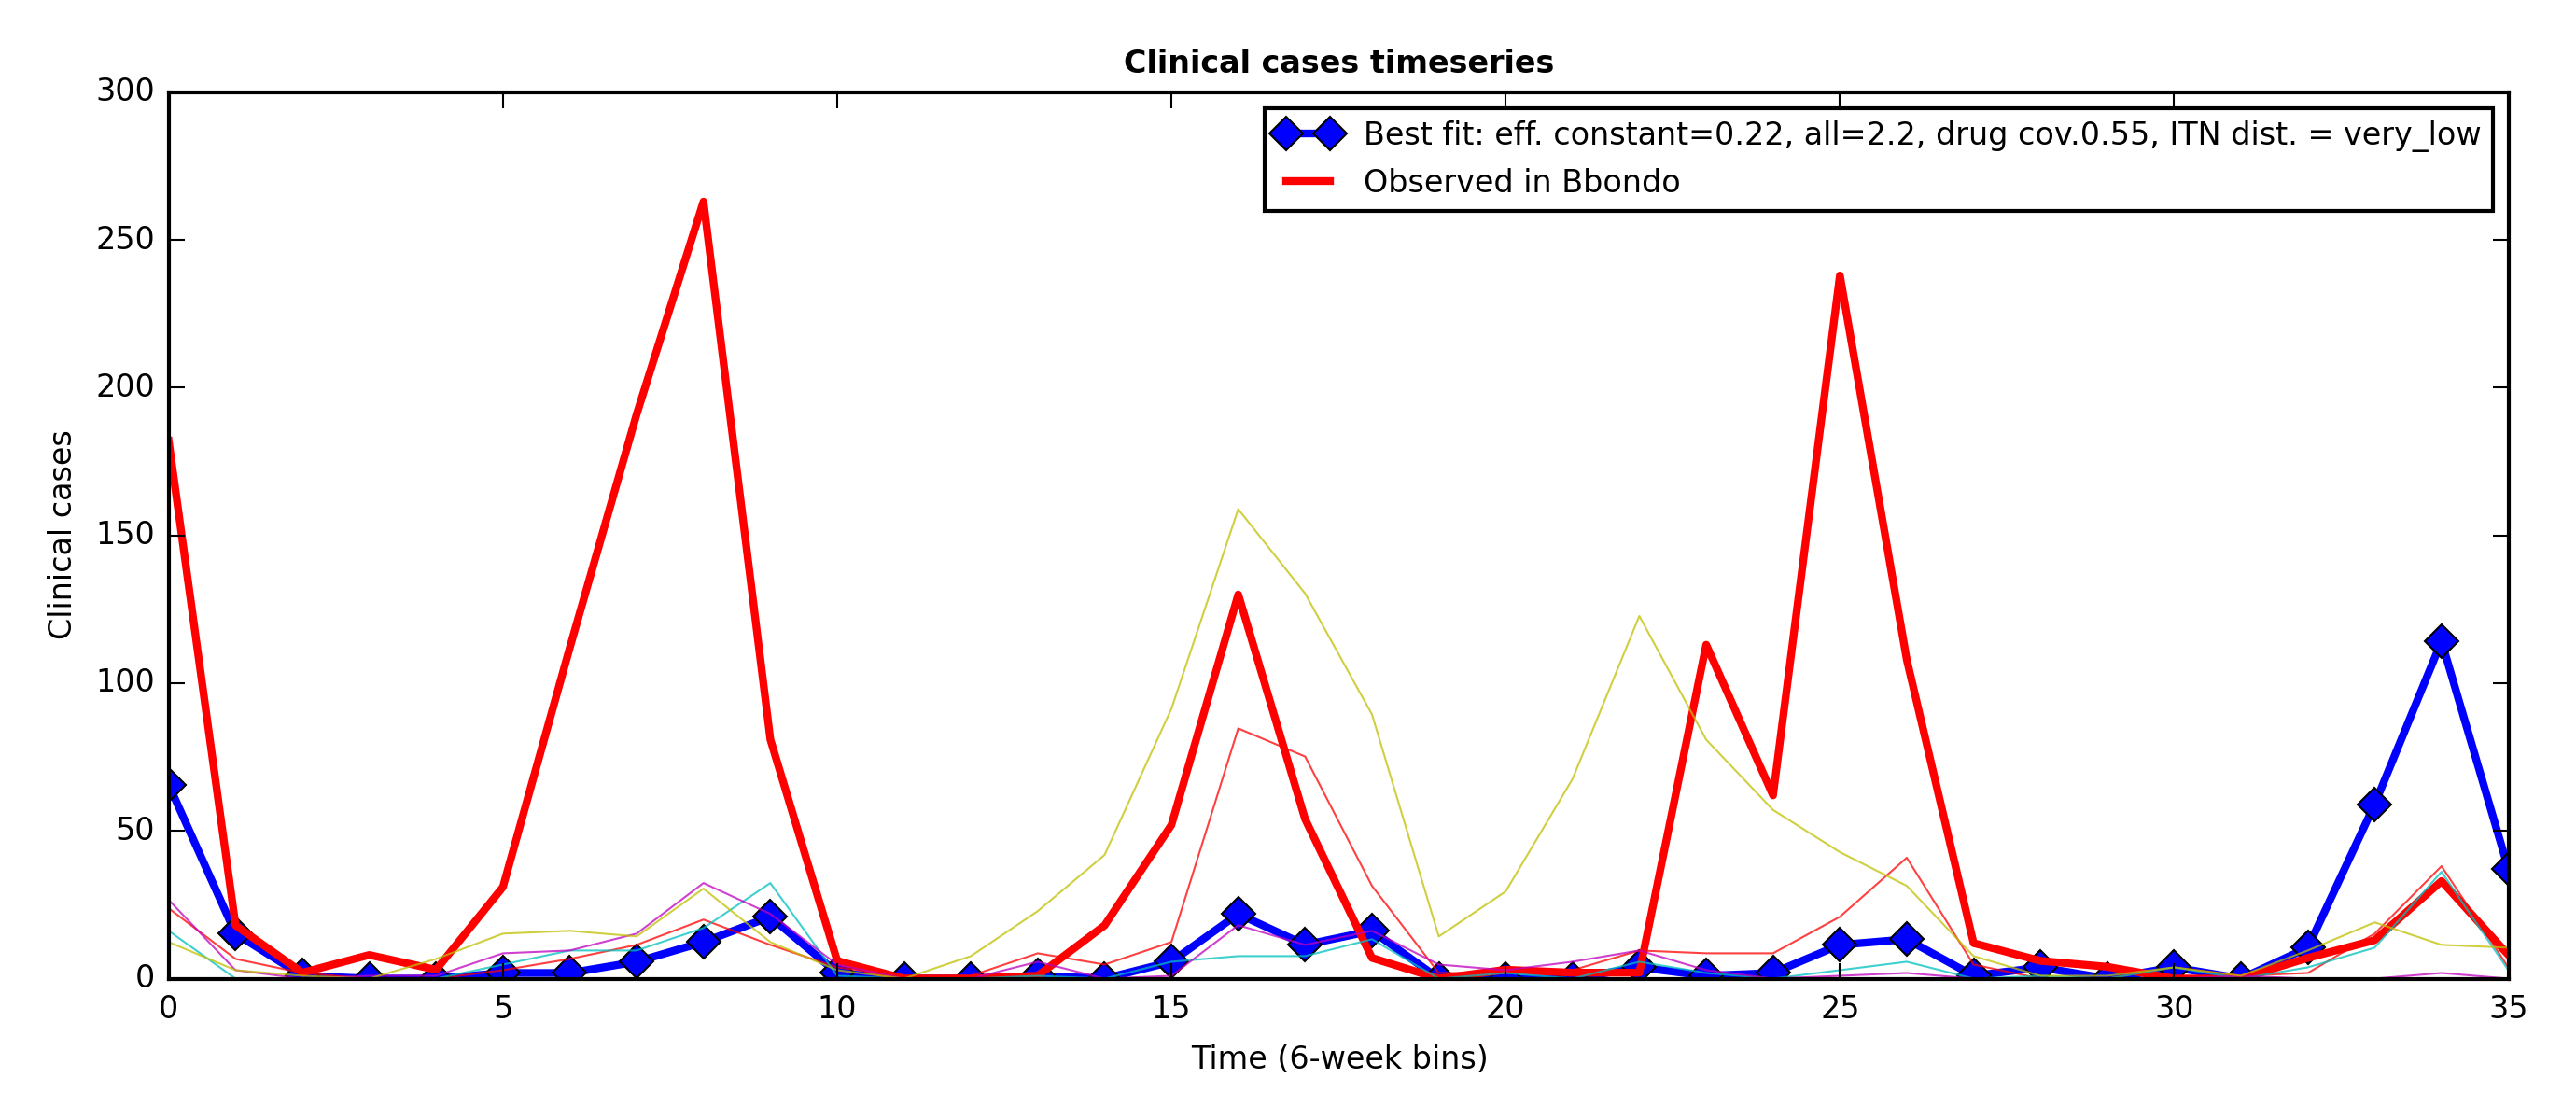 Clinical cases timeseries
300
250
200
150
100
50
0
Clinical cases
Best fit: eff. constant=0.22, all=2.2, drug cov.0.55, ITN dist. = very_low
Observed in Bbondo
0 5 10 15 20 25 30 35
Time (6-week bins)